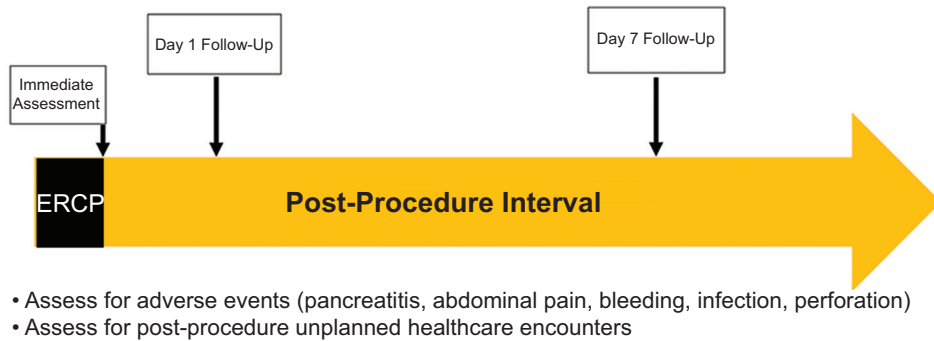 Day 1 Follow-Up
Day 7 Follow-Up
Immediate
Assessment
ERCP
Post-Procedure Interval
• Assess for adverse events (pancreatitis, abdominal pain, bleeding, infection, perforation)
• Assess for post-procedure unplanned healthcare encounters